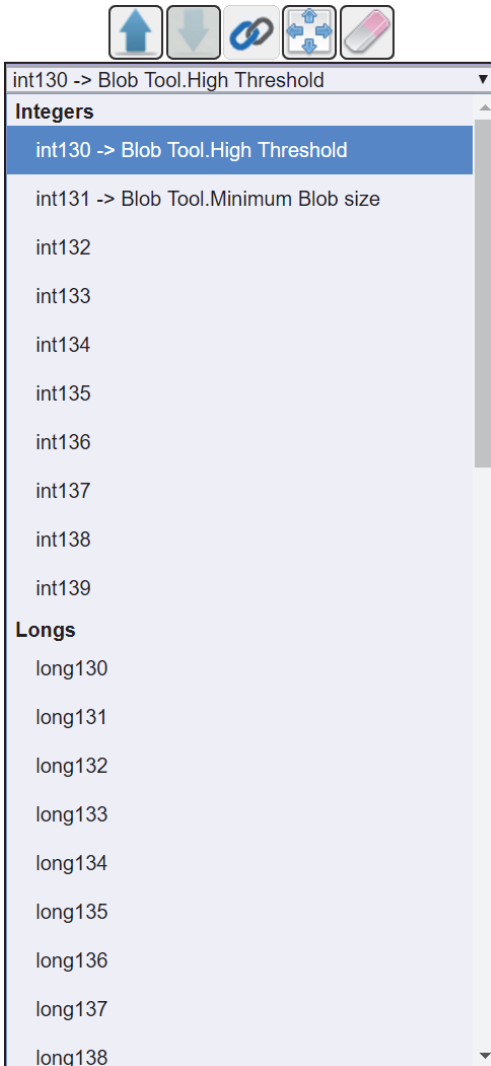 int130 -> Blob Tool.High Threshold
Integers
int130 -> Blob Tool.High Threshold
int131 -> Blob Tool.Minimum Blob size
int132
int133
int134
int135
int136
int137
int138
int139
Longs
long130
long131
long132
long133
long134
long135
long136
long137
long138